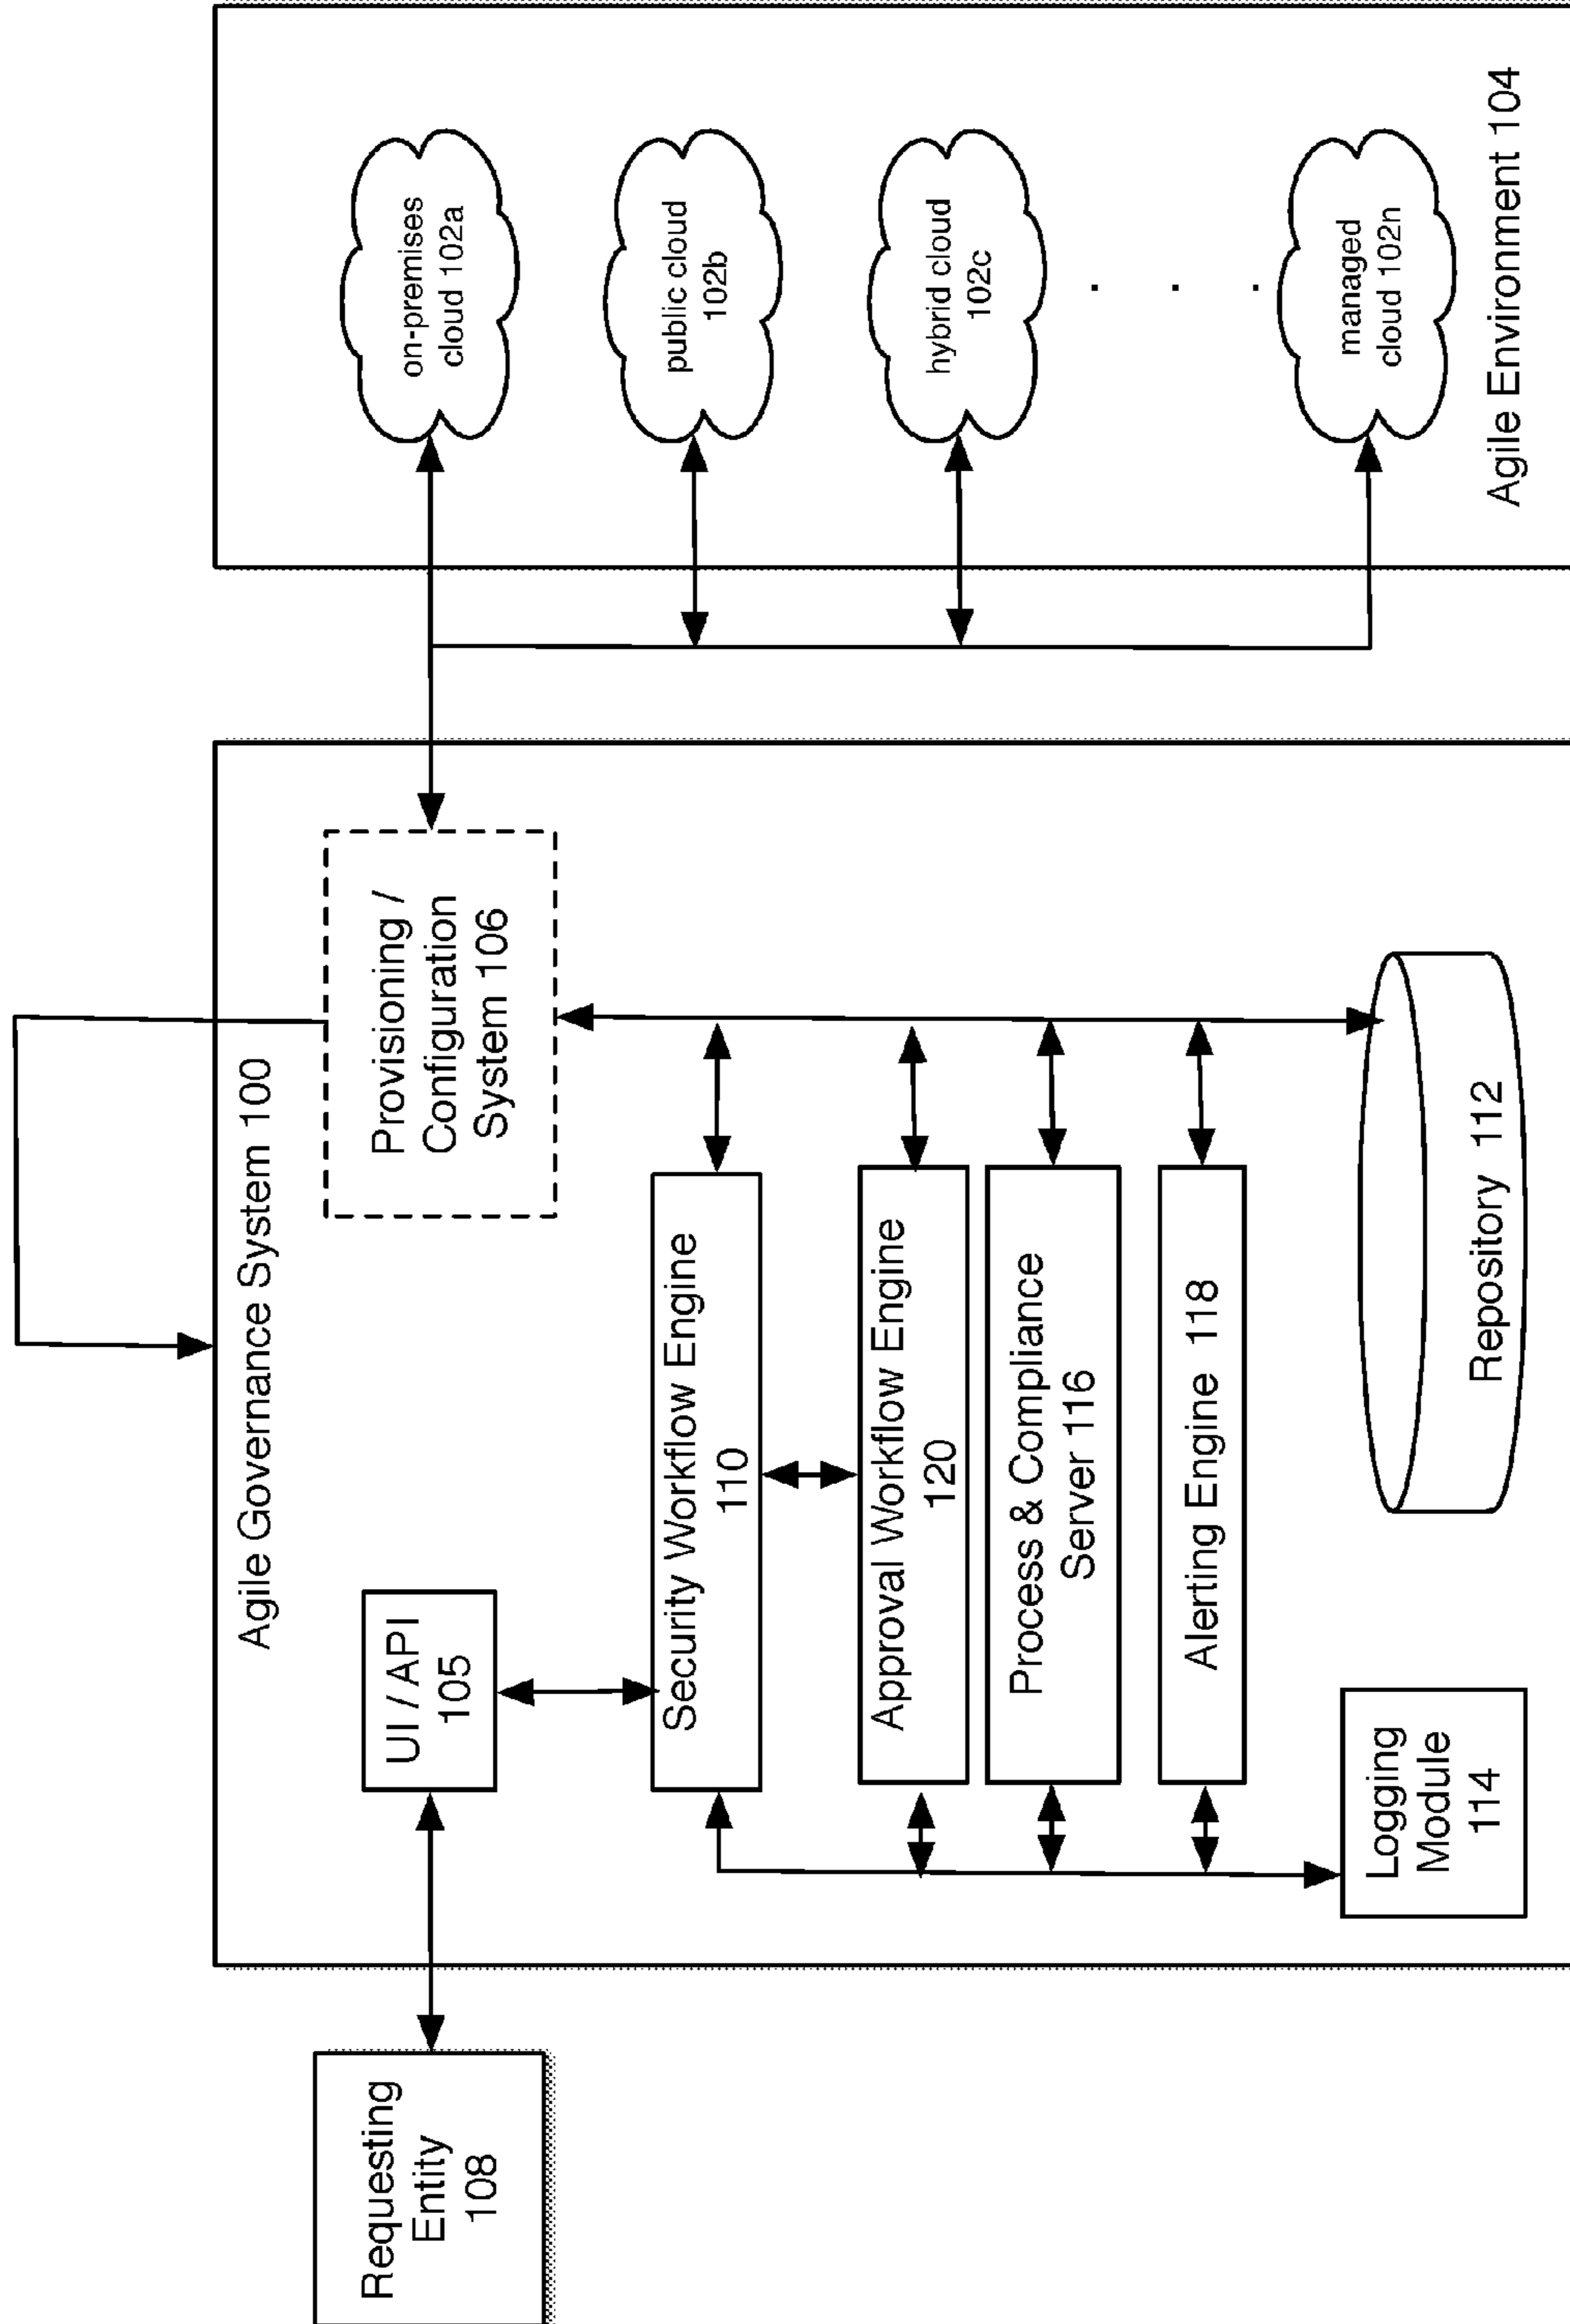 Agile Governance System 100
Requesting
Entity
108
UI / API
105
Provisioning /
Configuration
System 106
Security Workflow Engine
110
Approval Workflow Engine
120
Process & Compliance
Server 116
Alerting Engine 118
Logging
Module
114
Repository 112
on-premises
cloud 102a
public cloud
102b
hybrid cloud
102c
. . .
managed
cloud 102n
Agile Environment 104